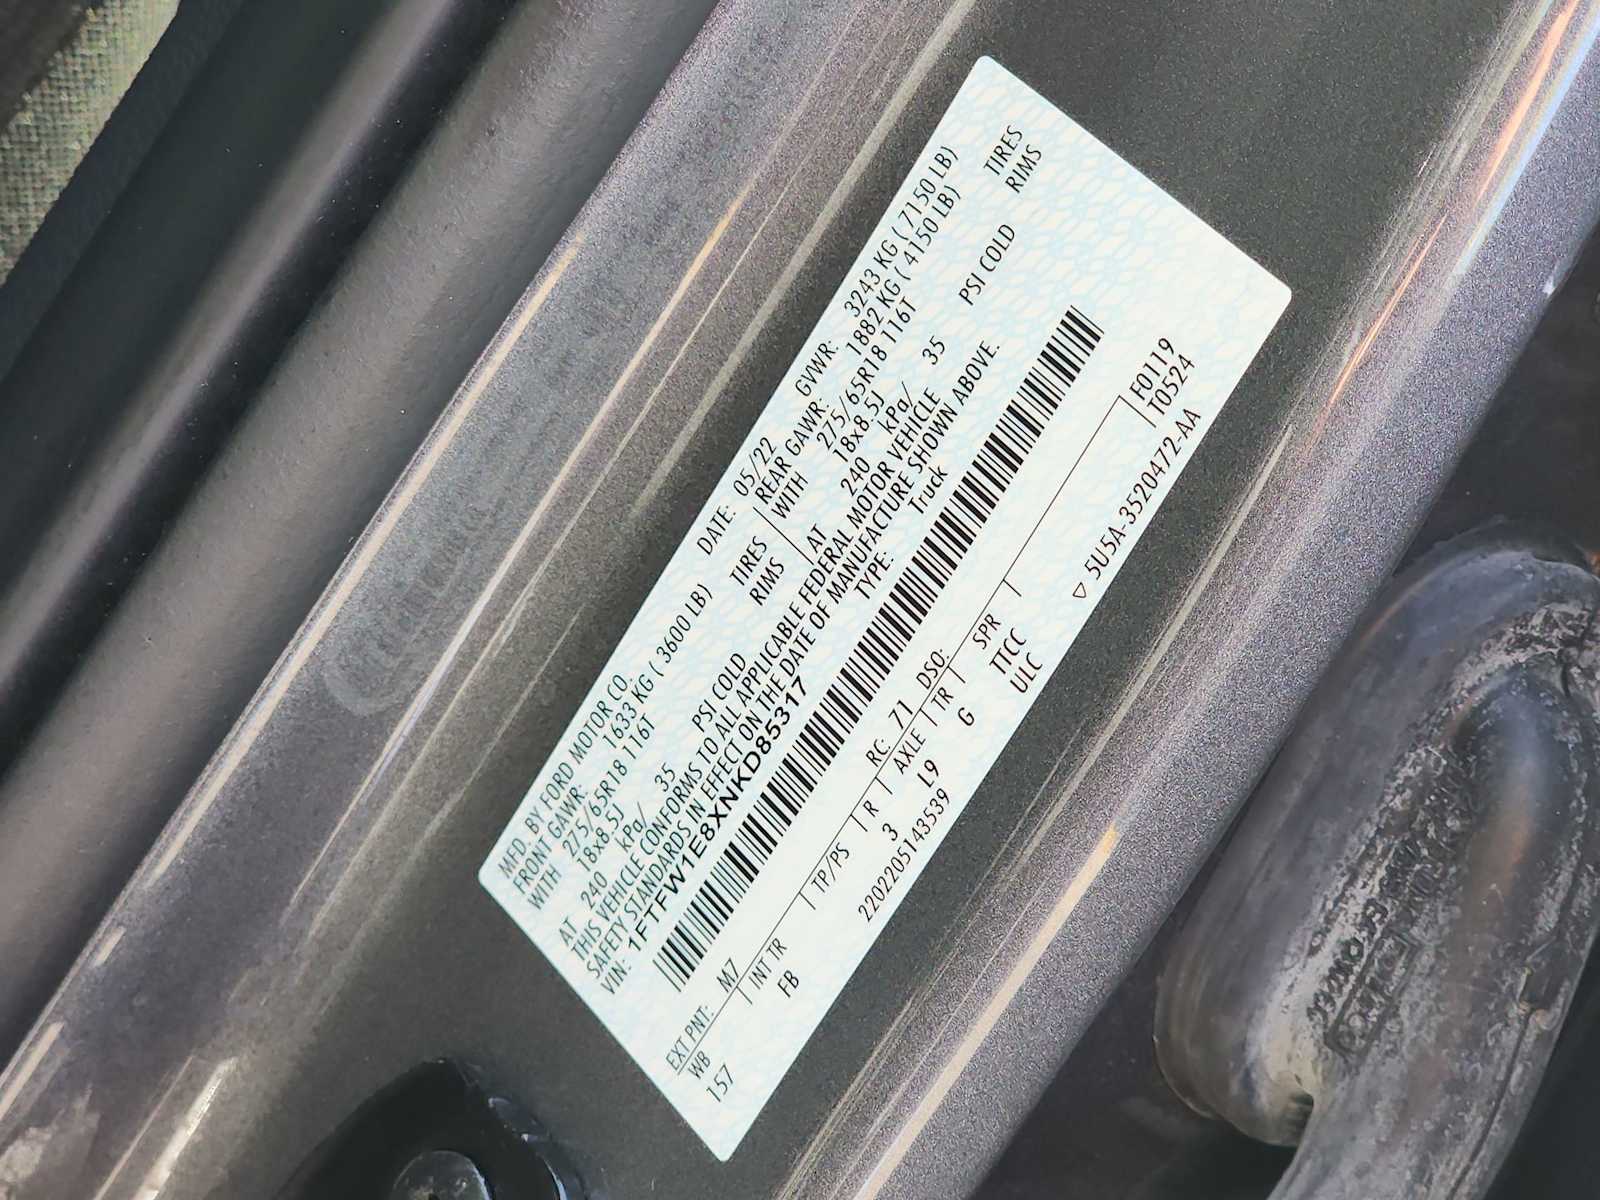 MFD. BY FORD MOTOR CO. DATE: 05/22 GVWR: 3243 KG ( 7150 LB)
FRONT GAWR: 1633 KG ( 3600 LB) REAR GAWR: 1882 KG ( 4150 LB)
WITH 275/65R18 116T TIRES WITH 275/65R18 116T TIRES
18x8.5J RIMS 18x8.5J RIMS
AT 240 kPa/ 35 PSI COLD AT 240 kPa/ 35 PSI COLD
THIS VEHICLE CONFORMS TO ALL APPLICABLE FEDERAL MOTOR VEHICLE
SAFETY STANDARDS IN EFFECT ON THE DATE OF MANUFACTURE SHOWN ABOVE.
VIN: 1FTFW1E8XNKD85317 TYPE: Truck
EXT PNT: M7 RC: 71 DSO: F0119
WB INT TR TP/PS R AXLE TR SPR T0524
157 FB 3 L9 G TTCC
ULC
2202205143539
▽ 5U5A-3520472-AA